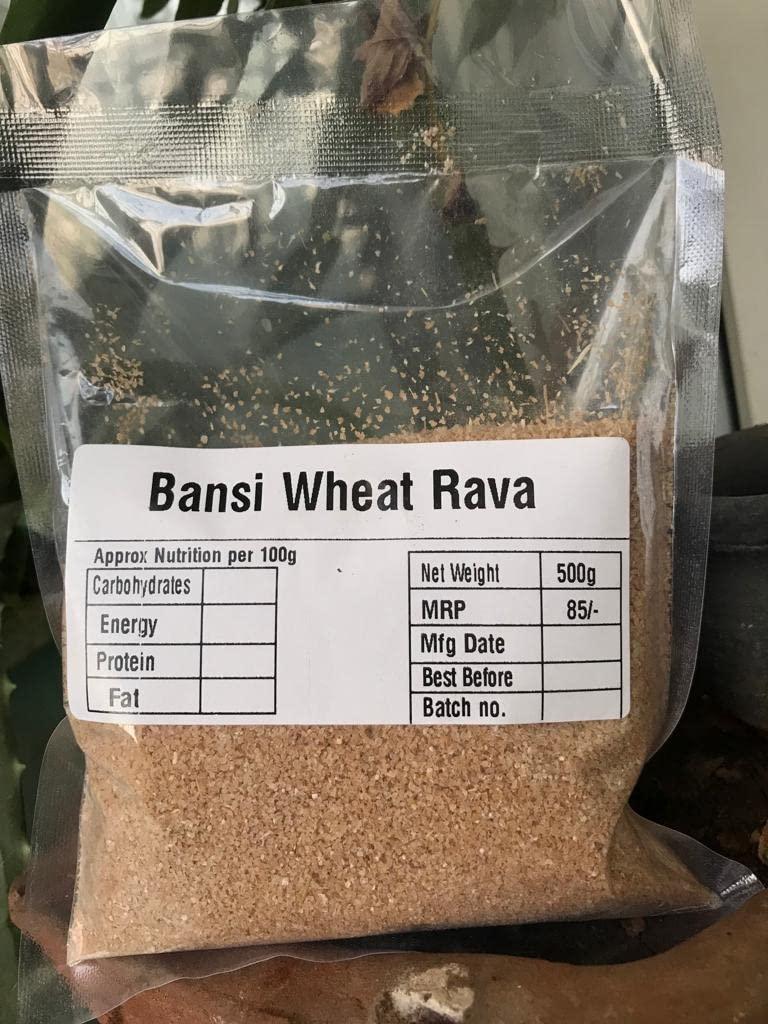 Bansi Wheat Rava
Approx Nutrition per 100g
Carbohydrates
Energy
Protein
Fat
Net Weight 500g
MRP 85/-
Mfg Date
Best Before
Batch no.